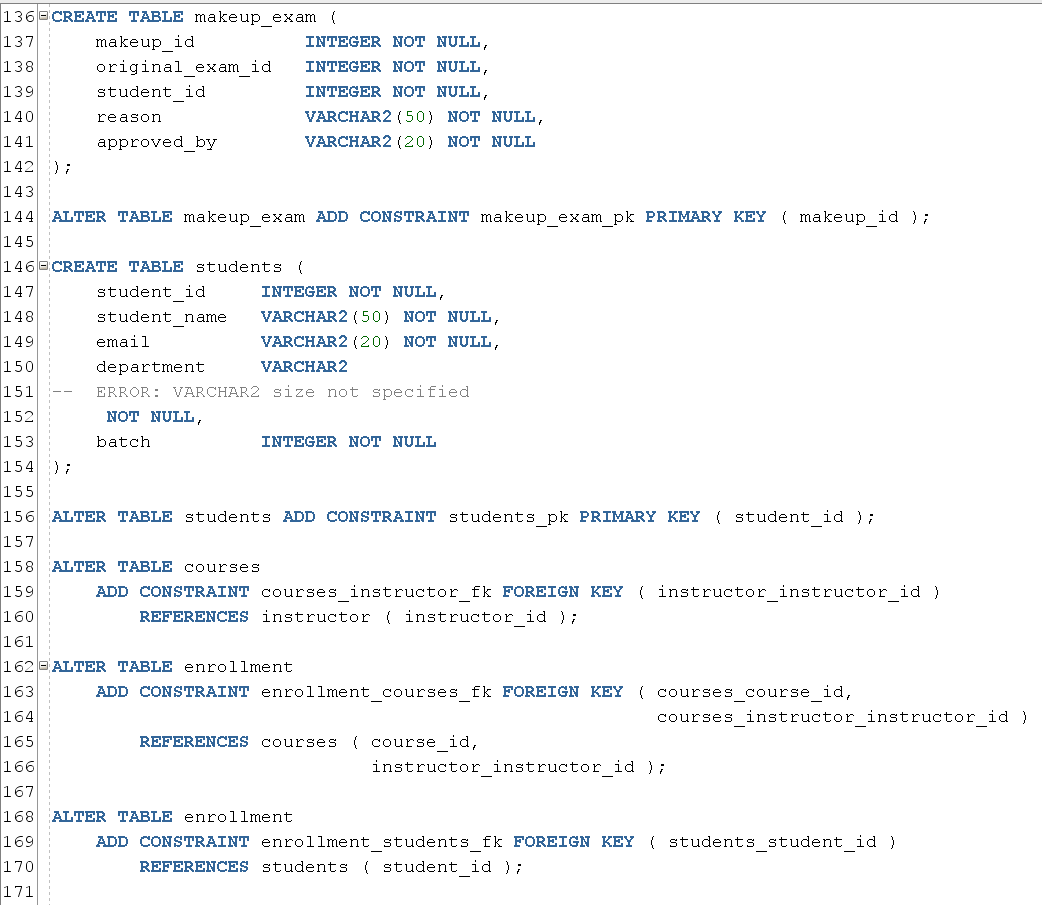 136 CREATE TABLE makeup_exam (
137     makeup_id          INTEGER NOT NULL,
138     original_exam_id   INTEGER NOT NULL,
139     student_id         INTEGER NOT NULL,
140     reason             VARCHAR2(50) NOT NULL,
141     approved_by        VARCHAR2(20) NOT NULL
142 );
143
144 ALTER TABLE makeup_exam ADD CONSTRAINT makeup_exam_pk PRIMARY KEY ( makeup_id );
145
146 CREATE TABLE students (
147     student_id     INTEGER NOT NULL,
148     student_name   VARCHAR2(50) NOT NULL,
149     email          VARCHAR2(20) NOT NULL,
150     department     VARCHAR2
151 --  ERROR: VARCHAR2 size not specified
152      NOT NULL,
153     batch          INTEGER NOT NULL
154 );
155
156 ALTER TABLE students ADD CONSTRAINT students_pk PRIMARY KEY ( student_id );
157
158 ALTER TABLE courses
159     ADD CONSTRAINT courses_instructor_fk FOREIGN KEY ( instructor_instructor_id )
160         REFERENCES instructor ( instructor_id );
161
162 ALTER TABLE enrollment
163     ADD CONSTRAINT enrollment_courses_fk FOREIGN KEY ( courses_course_id,
164                                                        courses_instructor_instructor_id )
165         REFERENCES courses ( course_id,
166                              instructor_instructor_id );
167
168 ALTER TABLE enrollment
169     ADD CONSTRAINT enrollment_students_fk FOREIGN KEY ( students_student_id )
170         REFERENCES students ( student_id );
171